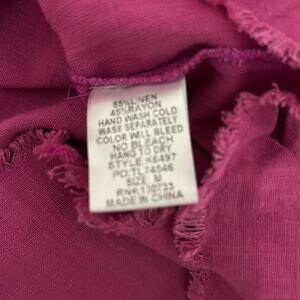 55%LINEN
45%RAYON
HAND WASH COLD
WASH SEPARATELY
COLOR WILL BLEED
NO BLEACH
HANG TO DRY
STYLE:K6497
PO:TL74546
SIZE: M
RN#:130733
MADE IN CHINA